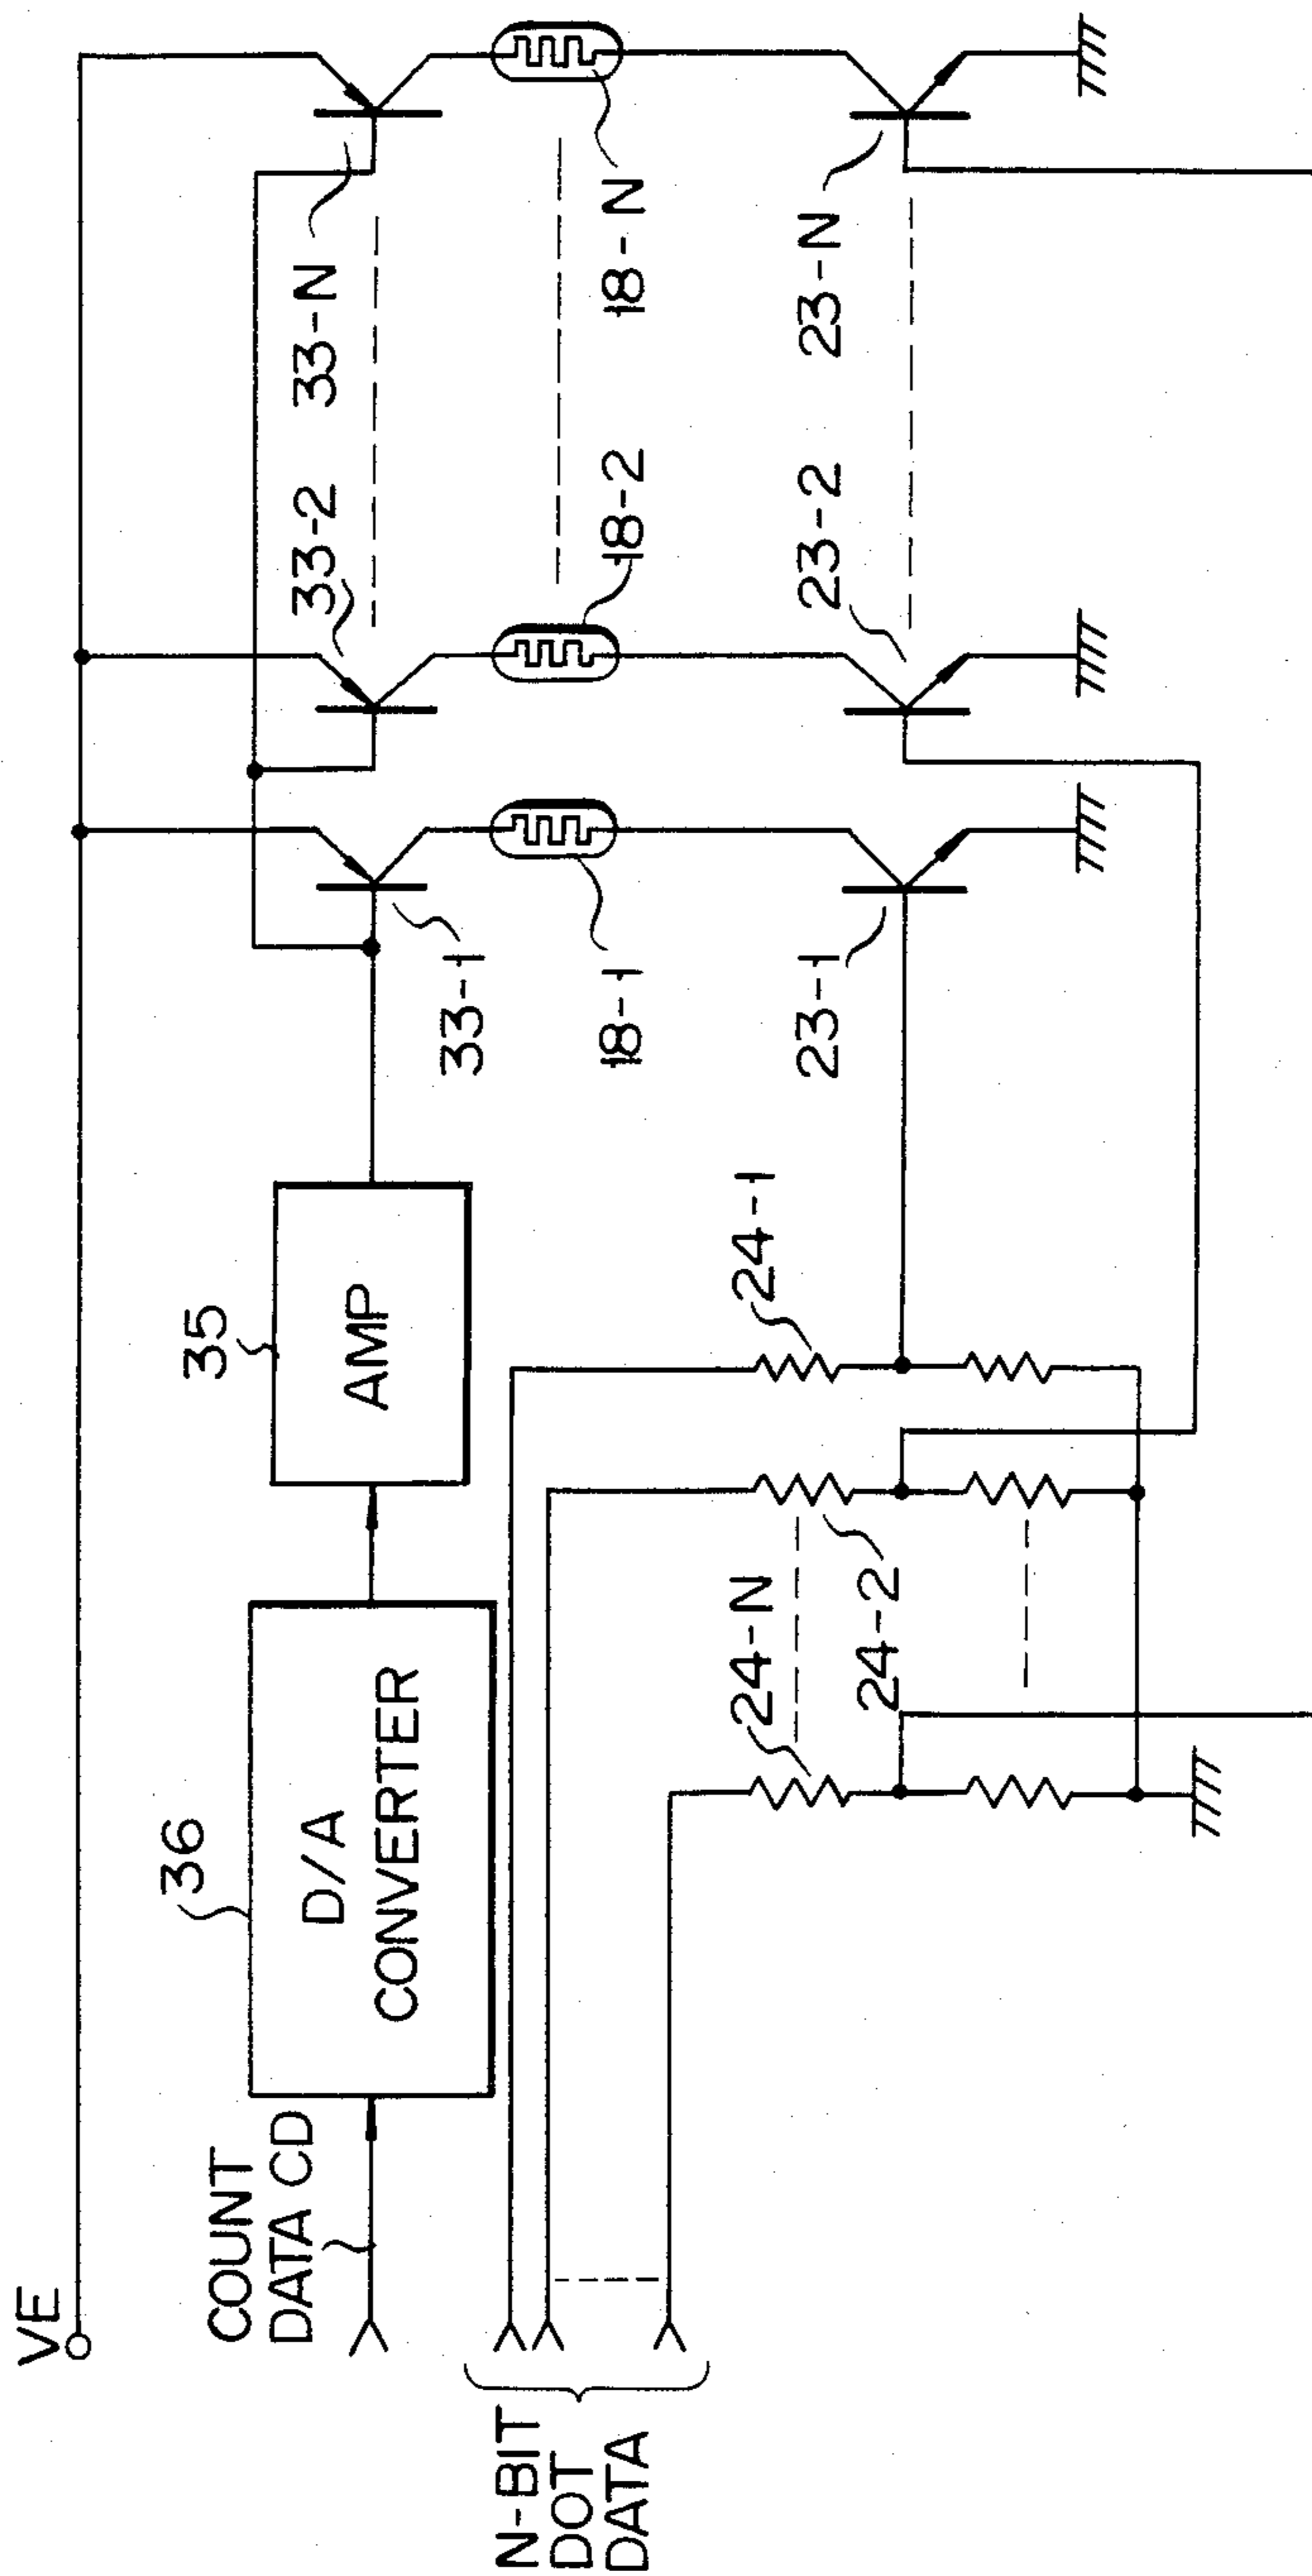 VE
COUNT
DATA CD
36
D/A
CONVERTER
35
AMP
33-1
33-2
33-N
18-1
18-2
18-N
23-1
23-2
23-N
N-BIT
DOT
DATA
24-N
24-2
24-1